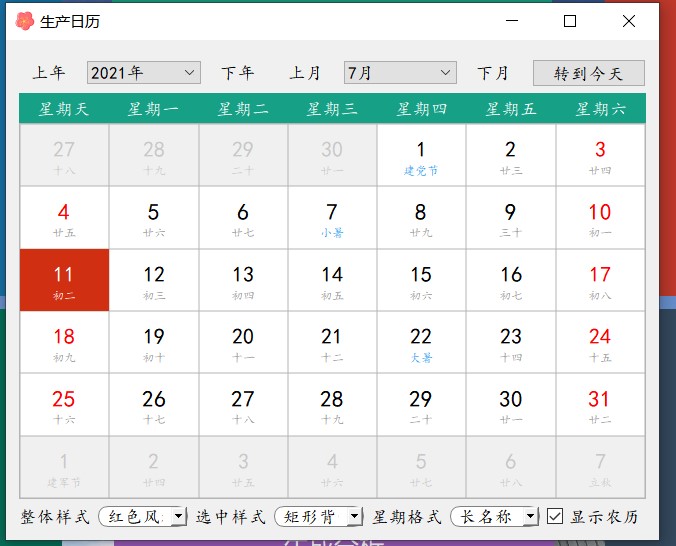 生产日历
上年 2021年 下年 上月 7月 下月 转到今天
星期天 星期一 星期二 星期三 星期四 星期五 星期六
27 28 29 30 1 2 3
十八 十九 二十 廿一 建党节 廿三 廿四
4 5 6 7 8 9 10
廿五 廿六 廿七 小暑 廿九 三十 初一
11 12 13 14 15 16 17
初二 初三 初四 初五 初六 初七 初八
18 19 20 21 22 23 24
初九 初十 十一 十二 大暑 十四 十五
25 26 27 28 29 30 31
十六 十七 十八 十九 二十 廿一 廿二
1 2 3 4 5 6 7
建军节 廿四 廿五 廿六 廿七 廿八 立秋
整体样式 红色风 选中样式 矩形背 星期格式 长名称 显示农历